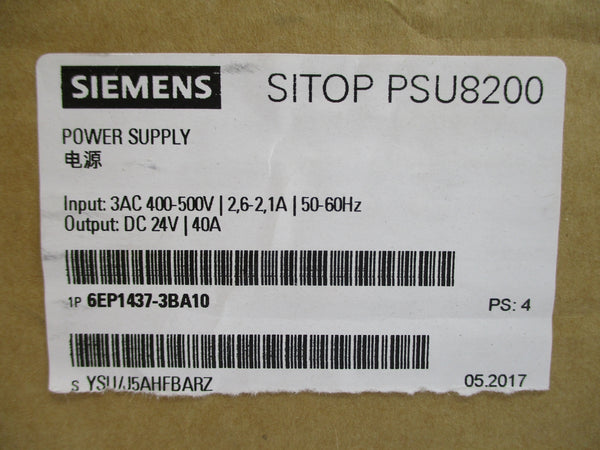 SIEMENS SITOP PSU8200
POWER SUPPLY
电源
Input: 3AC 400-500V | 2,6-2,1A | 50-60Hz
Output: DC 24V | 40A
1P 6EP1437-3BA10 PS: 4
S 05.2017